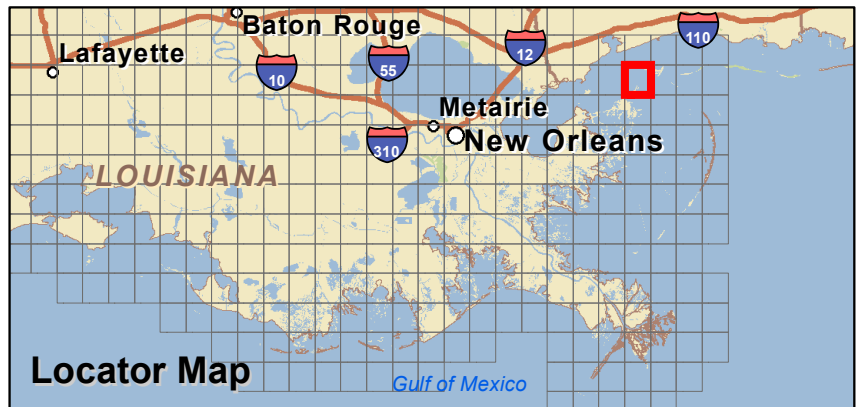 Baton Rouge
110
Lafayette
12
55
10
Metairie
New Orleans
310
LOUISIANA
Locator Map
Gulf of Mexico